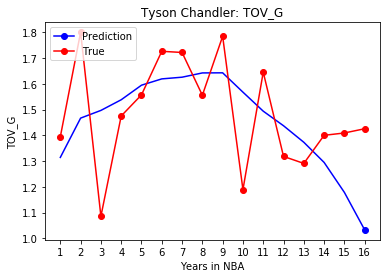 Tyson Chandler: TOV_G
Prediction
True
TOV_G
1.8
1.7
1.6
1.5
1.4
1.3
1.2
1.1
1.0
1 2 3 4 5 6 7 8 9 10 11 12 13 14 15 16
Years in NBA